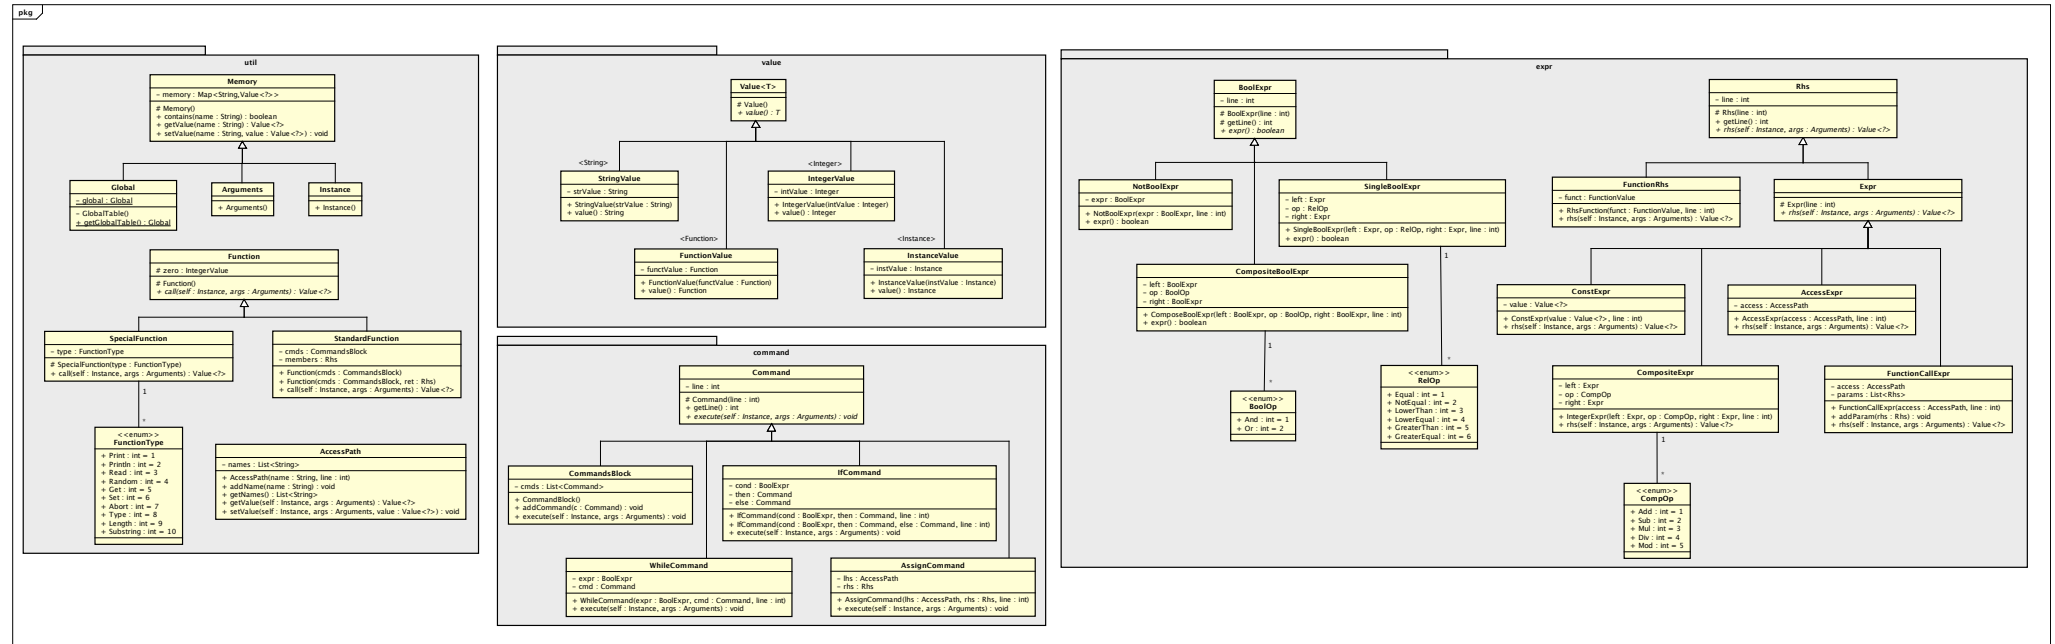 pkg
util
Memory
- memory : Map<String,Value<?>>
# Memory()
+ contains(name : String) : boolean
+ getValue(name : String) : Value<?>
+ setValue(name : String, value : Value<?>) : void
Global
- global : Global
- GlobalTable()
+ getGlobalTable() : Global
Arguments
+ Arguments()
Instance
+ Instance()
Function
# zero : IntegerValue
# Function()
+ call(self : Instance, args : Arguments) : Value<?>
SpecialFunction
- type : FunctionType
# SpecialFunction(type : FunctionType)
+ call(self : Instance, args : Arguments) : Value<?>
StandardFunction
- cmds : CommandsBlock
- members : Rhs
+ Function(cmds : CommandsBlock)
+ Function(cmds : CommandsBlock, ret : Rhs)
+ call(self : Instance, args : Arguments) : Value<?>
1
*
<<enum>>
FunctionType
+ Print : int = 1
+ Println : int = 2
+ Read : int = 3
+ Random : int = 4
+ Get : int = 5
+ Set : int = 6
+ Abort : int = 7
+ Type : int = 8
+ Length : int = 9
+ Substring : int = 10
AccessPath
- names : List<String>
+ AccessPath(name : String, line : int)
+ addName(name : String) : void
+ getNames() : List<String>
+ getValue(self : Instance, args : Arguments) : Value<?>
+ setValue(self : Instance, args : Arguments, value : Value<?>) : void
value
Value<T>
# Value()
+ value() : T
<String>
StringValue
- strValue : String
+ StringValue(strValue : String)
+ value() : String
<Integer>
IntegerValue
- intValue : Integer
+ IntegerValue(intValue : Integer)
+ value() : Integer
<Function>
FunctionValue
- functValue : Function
+ FunctionValue(functValue : Function)
+ value() : Function
<Instance>
InstanceValue
- instValue : Instance
+ InstanceValue(instValue : Instance)
+ value() : Instance
command
Command
- line : int
# Command(line : int)
+ getLine() : int
+ execute(self : Instance, args : Arguments) : void
CommandsBlock
- cmds : List<Command>
+ CommandBlock()
+ addCommand(c : Command) : void
+ execute(self : Instance, args : Arguments) : void
IfCommand
- cond : BoolExpr
- then : Command
- else : Command
+ IfCommand(cond : BoolExpr, then : Command, line : int)
+ IfCommand(cond : BoolExpr, then : Command, else : Command, line : int)
+ execute(self : Instance, args : Arguments) : void
WhileCommand
- expr : BoolExpr
- cmd : Command
+ WhileCommand(expr : BoolExpr, cmd : Command, line : int)
+ execute(self : Instance, args : Arguments) : void
AssignCommand
- lhs : AccessPath
- rhs : Rhs
+ AssignCommand(lhs : AccessPath, rhs : Rhs, line : int)
+ execute(self : Instance, args : Arguments) : void
expr
BoolExpr
- line : int
# BoolExpr(line : int)
# getLine() : int
+ expr() : boolean
NotBoolExpr
- expr : BoolExpr
+ NotBoolExpr(expr : BoolExpr, line : int)
+ expr() : boolean
SingleBoolExpr
- left : Expr
- op : RelOp
- right : Expr
+ SingleBoolExpr(left : Expr, op : RelOp, right : Expr, line : int)
+ expr() : boolean
CompositeBoolExpr
- left : BoolExpr
- op : BoolOp
- right : BoolExpr
+ ComposeBoolExpr(left : BoolExpr, op : BoolOp, right : BoolExpr, line : int)
+ expr() : boolean
1
*
<<enum>>
BoolOp
+ And : int = 1
+ Or : int = 2
1
*
<<enum>>
RelOp
+ Equal : int = 1
+ NotEqual : int = 2
+ LowerThan : int = 3
+ LowerEqual : int = 4
+ GreaterThan : int = 5
+ GreaterEqual : int = 6
Rhs
- line : int
# Rhs(line : int)
+ getLine() : int
+ rhs(self : Instance, args : Arguments) : Value<?>
FunctionRhs
- funct : FunctionValue
+ RhsFunction(funct : FunctionValue, line : int)
+ rhs(self : Instance, args : Arguments) : Value<?>
Expr
# Expr(line : int)
+ rhs(self : Instance, args : Arguments) : Value<?>
ConstExpr
- value : Value<?>
+ ConstExpr(value : Value<?>, line : int)
+ rhs(self : Instance, args : Arguments) : Value<?>
AccessExpr
- access : AccessPath
+ AccessExpr(access : AccessPath, line : int)
+ rhs(self : Instance, args : Arguments) : Value<?>
CompositeExpr
- left : Expr
- op : CompOp
- right : Expr
+ IntegerExpr(left : Expr, op : CompOp, right : Expr, line : int)
+ rhs(self : Instance, args : Arguments) : Value<?>
FunctionCallExpr
- access : AccessPath
- params : List<Rhs>
+ FunctionCallExpr(access : AccessPath, line : int)
+ addParam(rhs : Rhs) : void
+ rhs(self : Instance, args : Arguments) : Value<?>
1
*
<<enum>>
CompOp
+ Add : int = 1
+ Sub : int = 2
+ Mul : int = 3
+ Div : int = 4
+ Mod : int = 5